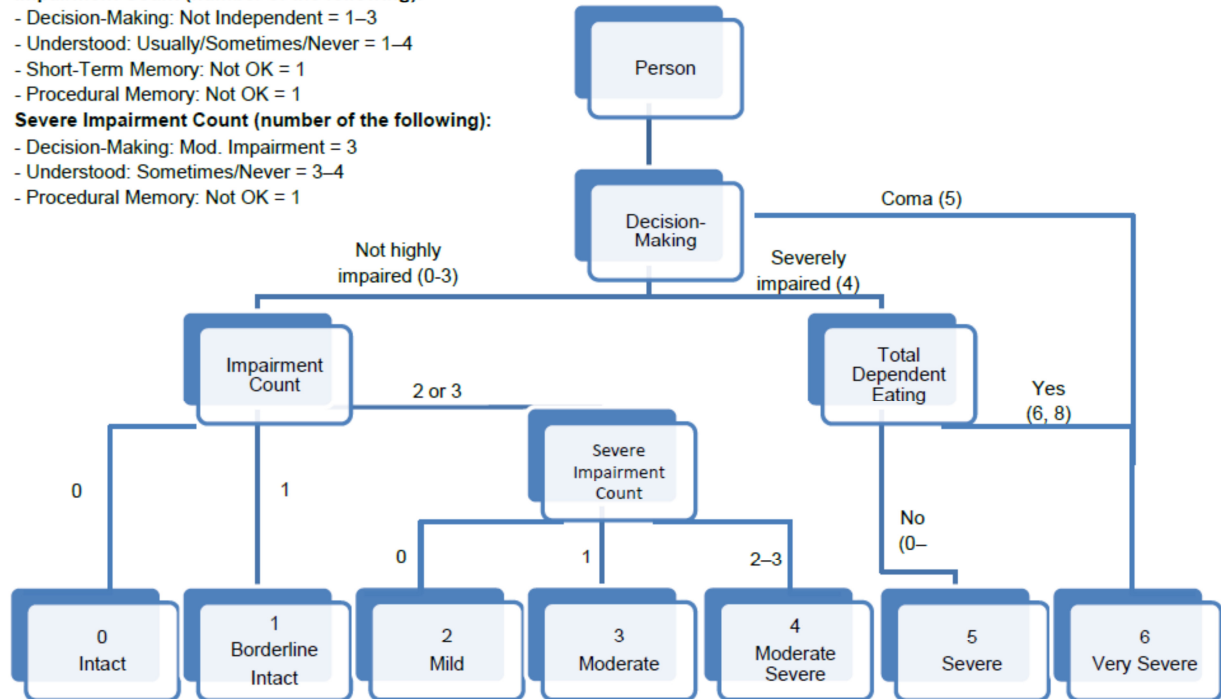 - Decision-Making: Not Independent = 1–3
- Understood: Usually/Sometimes/Never = 1–4
- Short-Term Memory: Not OK = 1
- Procedural Memory: Not OK = 1
Severe Impairment Count (number of the following):
- Decision-Making: Mod. Impairment = 3
- Understood: Sometimes/Never = 3–4
- Procedural Memory: Not OK = 1
Person
Decision-
Making
Coma (5)
Not highly
impaired (0-3)
Severely
impaired (4)
Impairment
Count
2 or 3
Total
Dependent
Eating
Yes
(6, 8)
Severe
Impairment
Count
0
1
No
(0–
0
1
2–3
0
Intact
1
Borderline
Intact
2
Mild
3
Moderate
4
Moderate
Severe
5
Severe
6
Very Severe